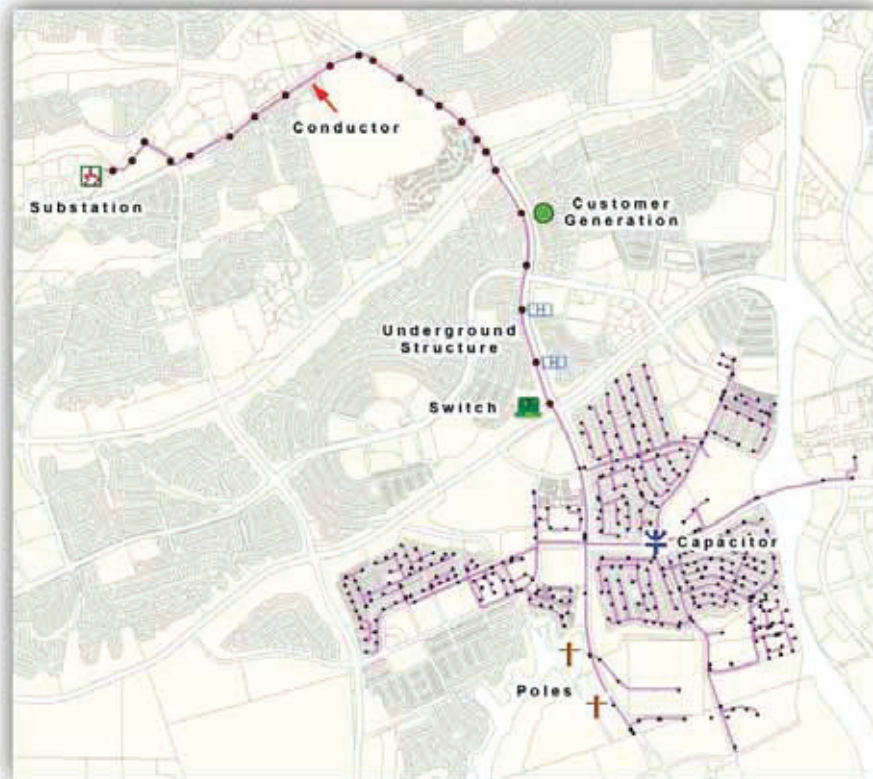 Conductor
Substation
Customer
Generation
Underground
Structure
Switch
Capacitor
Poles